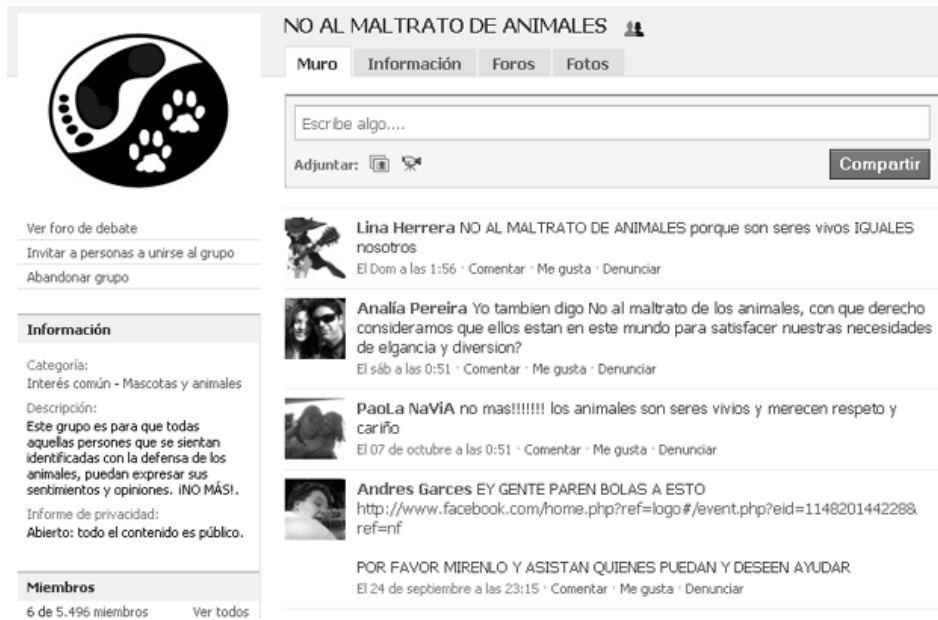 NO AL MALTRATO DE ANIMALES
Muro Información Foros Fotos
Escribe algo....
Adjuntar:
Compartir
Ver foro de debate
Invitar a personas a unirse al grupo
Abandonar grupo
Información
Categoría:
Interés común - Mascotas y animales
Descripción:
Este grupo es para que todas
aquellas persones que se sientan
identificadas con la defensa de los
animales, puedan expresar sus
sentimientos y opiniones. ¡NO MÁS!.
Informe de privacidad:
Abierto: todo el contenido es público.
Miembros
6 de 5.496 miembros Ver todos
Lina Herrera NO AL MALTRATO DE ANIMALES porque son seres vivos IGUALES
nosotros
El Dom a las 1:56 · Comentar · Me gusta · Denunciar
Analía Pereira Yo tambien digo No al maltrato de los animales, con que derecho
consideramos que ellos estan en este mundo para satisfacer nuestras necesidades
de elgancia y diversion?
El sáb a las 0:51 · Comentar · Me gusta · Denunciar
PaoLa NaViA no mas!!!!!!! los animales son seres vivios y merecen respeto y
cariño
El 07 de octubre a las 0:51 · Comentar · Me gusta · Denunciar
Andres Garces EY GENTE PAREN BOLAS A ESTO
http://www.facebook.com/home.php?ref=logo#/event.php?eid=114820144228&
ref=nf
POR FAVOR MIRENLO Y ASISTAN QUIENES PUEDAN Y DESEEN AYUDAR
El 24 de septiembre a las 23:15 · Comentar · Me gusta · Denunciar